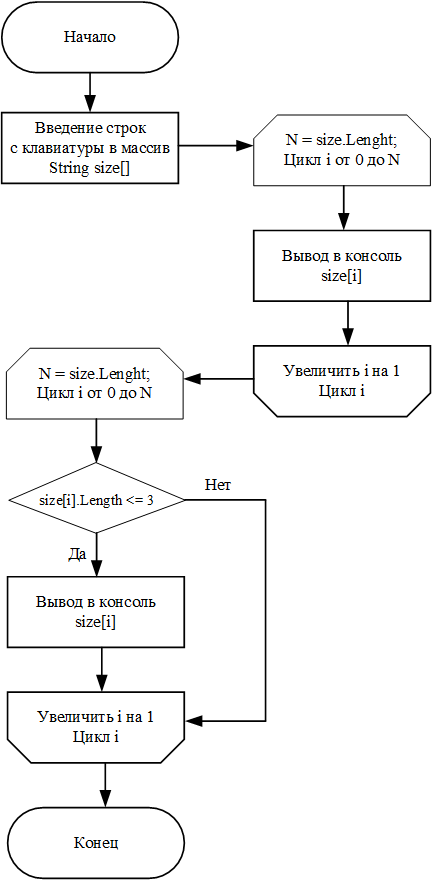 Начало
Введение строк
с клавиатуры в массив
String size[]
N = size.Lenght;
Цикл i от 0 до N
Вывод в консоль
size[i]
Увеличить i на 1
Цикл i
N = size.Lenght;
Цикл i от 0 до N
size[i].Length <= 3
Нет
Да
Вывод в консоль
size[i]
Увеличить i на 1
Цикл i
Конец